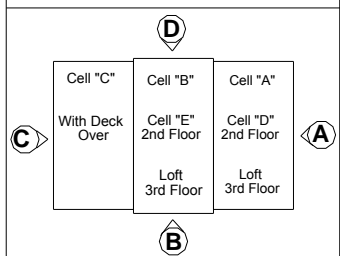 D
Cell "C"
With Deck
Over
Cell "B"
Cell "E"
2nd Floor
Loft
3rd Floor
Cell "A"
Cell "D"
2nd Floor
Loft
3rd Floor
C
A
B